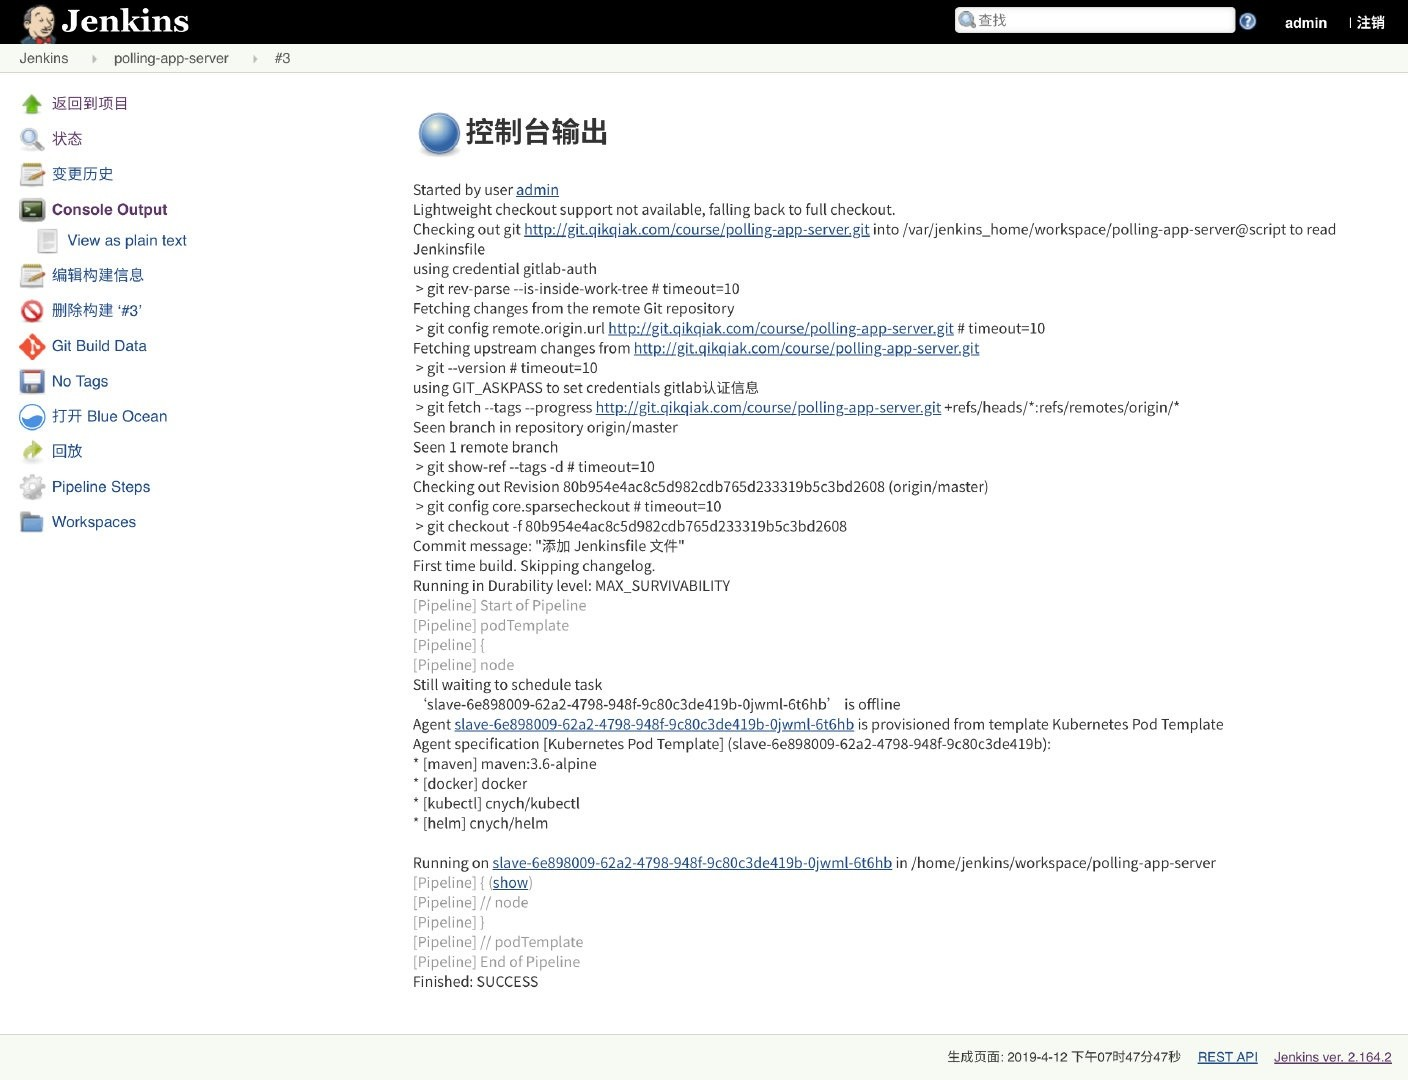 Jenkins
查找
admin
| 注销
Jenkins
polling-app-server
#3
返回到项目
状态
变更历史
Console Output
View as plain text
编辑构建信息
删除构建 ‘#3’
Git Build Data
No Tags
打开 Blue Ocean
回放
Pipeline Steps
Workspaces
控制台输出
Started by user admin
Lightweight checkout support not available, falling back to full checkout.
Checking out git http://git.qikqiak.com/course/polling-app-server.git into /var/jenkins_home/workspace/polling-app-server@script to read
Jenkinsfile
using credential gitlab-auth
> git rev-parse --is-inside-work-tree # timeout=10
Fetching changes from the remote Git repository
> git config remote.origin.url http://git.qikqiak.com/course/polling-app-server.git # timeout=10
Fetching upstream changes from http://git.qikqiak.com/course/polling-app-server.git
> git --version # timeout=10
using GIT_ASKPASS to set credentials gitlab认证信息
> git fetch --tags --progress http://git.qikqiak.com/course/polling-app-server.git +refs/heads/*:refs/remotes/origin/*
Seen branch in repository origin/master
Seen 1 remote branch
> git show-ref --tags -d # timeout=10
Checking out Revision 80b954e4ac8c5d982cdb765d233319b5c3bd2608 (origin/master)
> git config core.sparsecheckout # timeout=10
> git checkout -f 80b954e4ac8c5d982cdb765d233319b5c3bd2608
Commit message: "添加 Jenkinsfile 文件"
First time build. Skipping changelog.
Running in Durability level: MAX_SURVIVABILITY
[Pipeline] Start of Pipeline
[Pipeline] podTemplate
[Pipeline] {
[Pipeline] node
Still waiting to schedule task
‘slave-6e898009-62a2-4798-948f-9c80c3de419b-0jwml-6t6hb’ is offline
Agent slave-6e898009-62a2-4798-948f-9c80c3de419b-0jwml-6t6hb is provisioned from template Kubernetes Pod Template
Agent specification [Kubernetes Pod Template] (slave-6e898009-62a2-4798-948f-9c80c3de419b):
* [maven] maven:3.6-alpine
* [docker] docker
* [kubectl] cnych/kubectl
* [helm] cnych/helm
Running on slave-6e898009-62a2-4798-948f-9c80c3de419b-0jwml-6t6hb in /home/jenkins/workspace/polling-app-server
[Pipeline] { (show)
[Pipeline] // node
[Pipeline] }
[Pipeline] // podTemplate
[Pipeline] End of Pipeline
Finished: SUCCESS
生成页面: 2019-4-12 下午07时47分47秒
REST API
Jenkins ver. 2.164.2